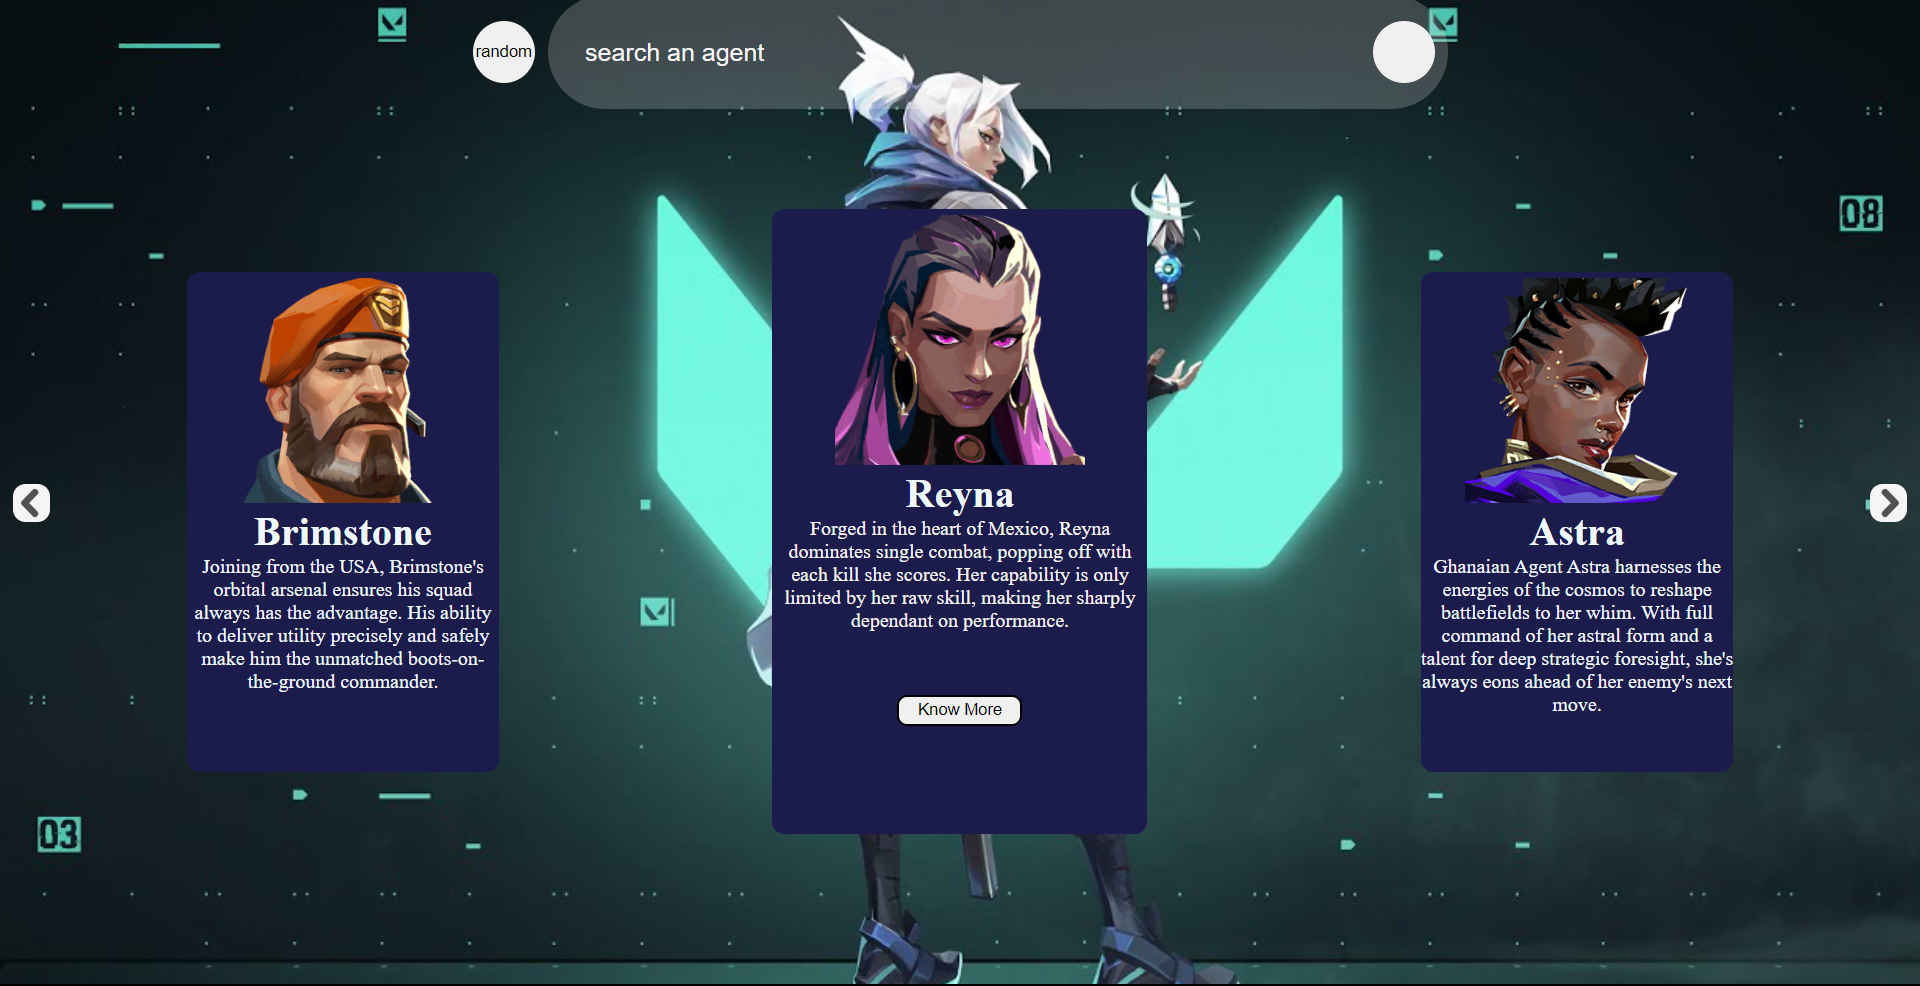 random
search an agent
08
Brimstone
Joining from the USA, Brimstone's
orbital arsenal ensures his squad
always has the advantage. His ability
to deliver utility precisely and safely
make him the unmatched boots-on-
the-ground commander.
Reyna
Forged in the heart of Mexico, Reyna
dominates single combat, popping off with
each kill she scores. Her capability is only
limited by her raw skill, making her sharply
dependant on performance.
Know More
Astra
Ghanaian Agent Astra harnesses the
energies of the cosmos to reshape
battlefields to her whim. With full
command of her astral form and a
talent for deep strategic foresight, she's
always eons ahead of her enemy's next
move.
03